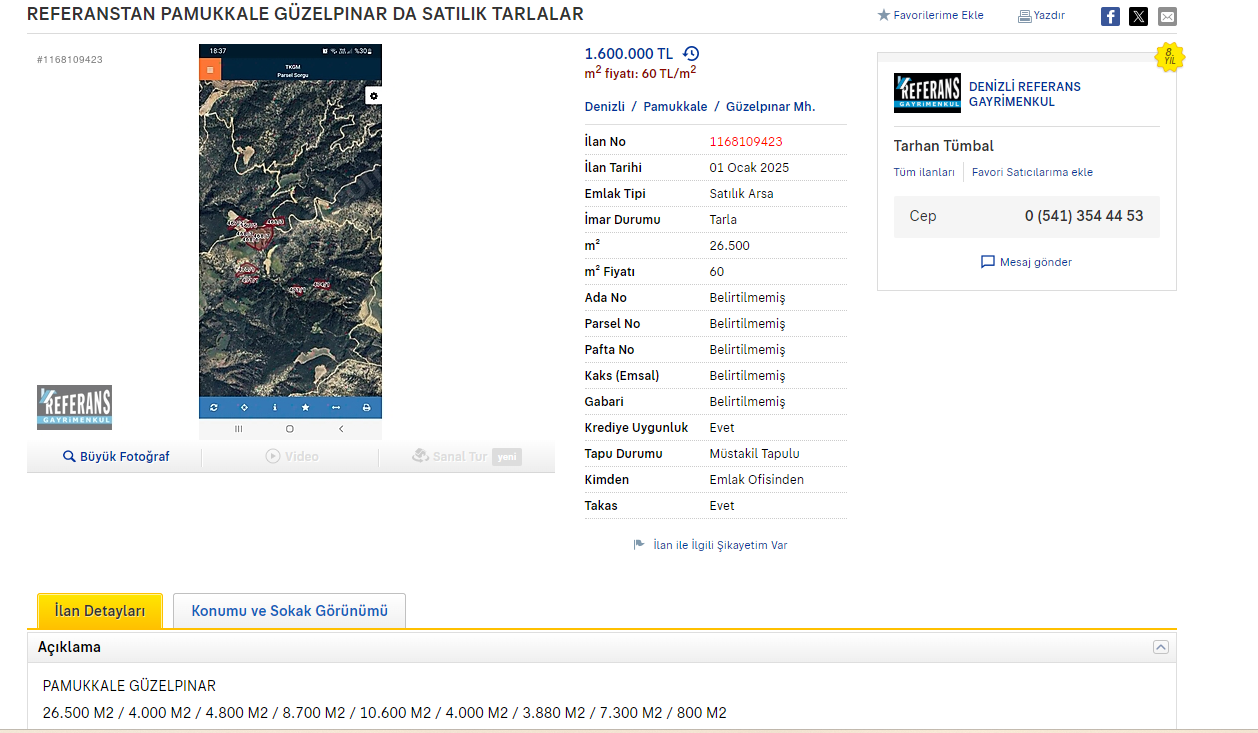 REFERANSTAN PAMUKKALE GÜZELPINAR DA SATILIK TARLALAR
Favorilerime Ekle
Yazdır
#1168109423
18:37
%30
TKGM
Parsel Sorgu
REFERANS
GAYRİMENKUL
Büyük Fotoğraf
Video
Sanal Tur yeni
1.600.000 TL
m² fiyatı: 60 TL/m²
Denizli / Pamukkale / Güzelpınar Mh.
İlan No 1168109423
İlan Tarihi 01 Ocak 2025
Emlak Tipi Satılık Arsa
İmar Durumu Tarla
m² 26.500
m² Fiyatı 60
Ada No Belirtilmemiş
Parsel No Belirtilmemiş
Pafta No Belirtilmemiş
Kaks (Emsal) Belirtilmemiş
Gabari Belirtilmemiş
Krediye Uygunluk Evet
Tapu Durumu Müstakil Tapulu
Kimden Emlak Ofisinden
Takas Evet
İlan ile İlgili Şikayetim Var
8.
YIL
REFERANS
GAYRİMENKUL
DENİZLİ REFERANS
GAYRİMENKUL
Tarhan Tümbal
Tüm ilanları
Favori Satıcılarıma ekle
Cep 0 (541) 354 44 53
Mesaj gönder
İlan Detayları
Konumu ve Sokak Görünümü
Açıklama
PAMUKKALE GÜZELPINAR
26.500 M2 / 4.000 M2 / 4.800 M2 / 8.700 M2 / 10.600 M2 / 4.000 M2 / 3.880 M2 / 7.300 M2 / 800 M2